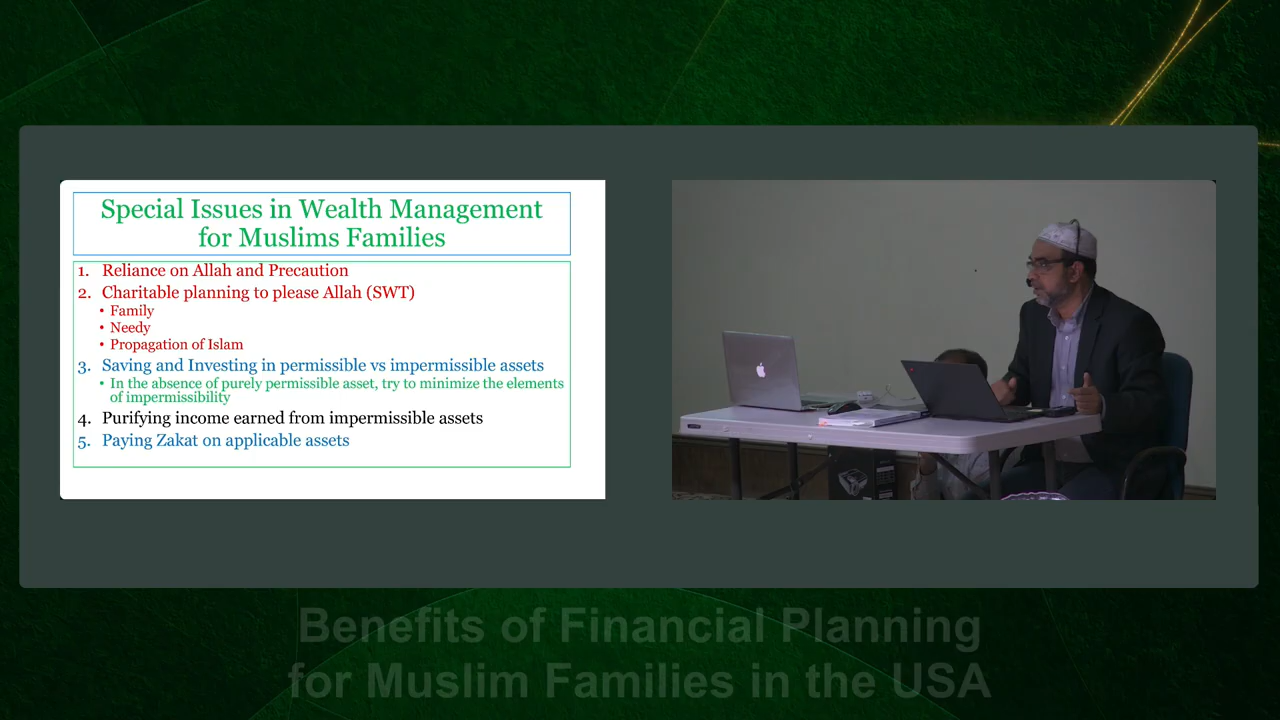 Special Issues in Wealth Management
for Muslims Families
1. Reliance on Allah and Precaution
2. Charitable planning to please Allah (SWT)
• Family
• Needy
• Propagation of Islam
3. Saving and Investing in permissible vs impermissible assets
• In the absence of purely permissible asset, try to minimize the elements
of impermissibility
4. Purifying income earned from impermissible assets
5. Paying Zakat on applicable assets
Benefits of Financial Planning
for Muslim Families in the USA